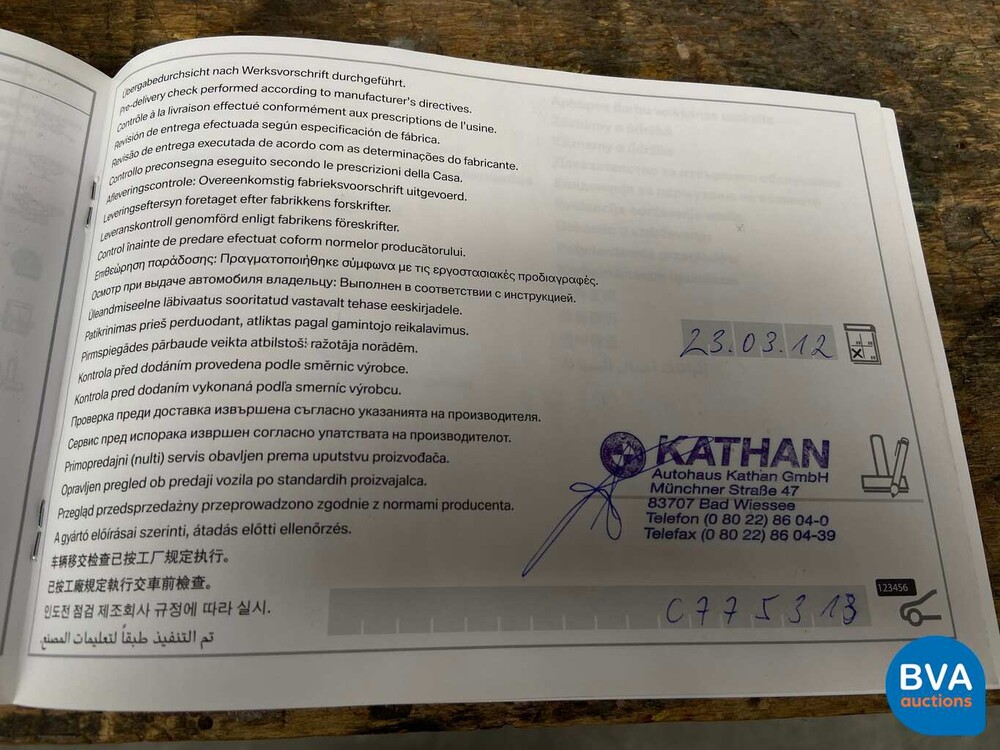 Übergabedurchsicht nach Werksvorschrift durchgeführt.
Pre-delivery check performed according to manufacturer's directives.
Contrôle à la livraison effectué conformément aux prescriptions de l'usine.
Revisión de entrega efectuada según especificación de fábrica.
Revisão de entrega executada de acordo com as determinações do fabricante.
Controllo preconsegna eseguito secondo le prescrizioni della Casa.
Afleveringscontrole: Overeenkomstig fabrieksvoorschrift uitgevoerd.
Leveringseftersyn foretaget efter fabrikkens forskrifter.
Leveranskontroll genomförd enligt fabrikens föreskrifter.
Control înainte de predare efectuat coform normelor producătorului.
Επιθεώρηση παράδοσης: Πραγματοποιήθηκε σύμφωνα με τις εργοστασιακές προδιαγραφές.
Осмотр при выдаче автомобиля владельцу: Выполнен в соответствии с инструкцией.
Üleandmiseelne läbivaatus sooritatud vastavalt tehase eeskirjadele.
Patikrinimas prieš perduodant, atliktas pagal gamintojo reikalavimus.
Pirmspiegādes pārbaude veikta atbilstoši ražotāja norādēm.
Kontrola před dodáním provedena podle směrnic výrobce.
Kontrola pred dodaním vykonaná podľa smerníc výrobcu.
Проверка преди доставка извършена съгласно указанията на производителя.
Сервис пред испорака извршен согласно упатствата на производителот.
Primopredajni (nulti) servis obavljen prema uputstvu proizvođača.
Opravljen pregled ob predaji vozila po standardih proizvajalca.
Przegląd przedsprzedażny przeprowadzono zgodnie z normami producenta.
A gyártó előírásai szerinti, átadás előtti ellenőrzés.
车辆移交检查已按工厂规定执行。
已按工廠規定執行交車前檢查。
인도전 점검 제조회사 규정에 따라 실시.
تم التنفيذ طبقاً لتعليمات المصنع.
23.03.12
KATHAN
Autohaus Kathan GmbH
Münchner Straße 47
83707 Bad Wiessee
Telefon (0 80 22) 86 04-0
Telefax (0 80 22) 86 04-39
123456
C775313
BVA
auctions